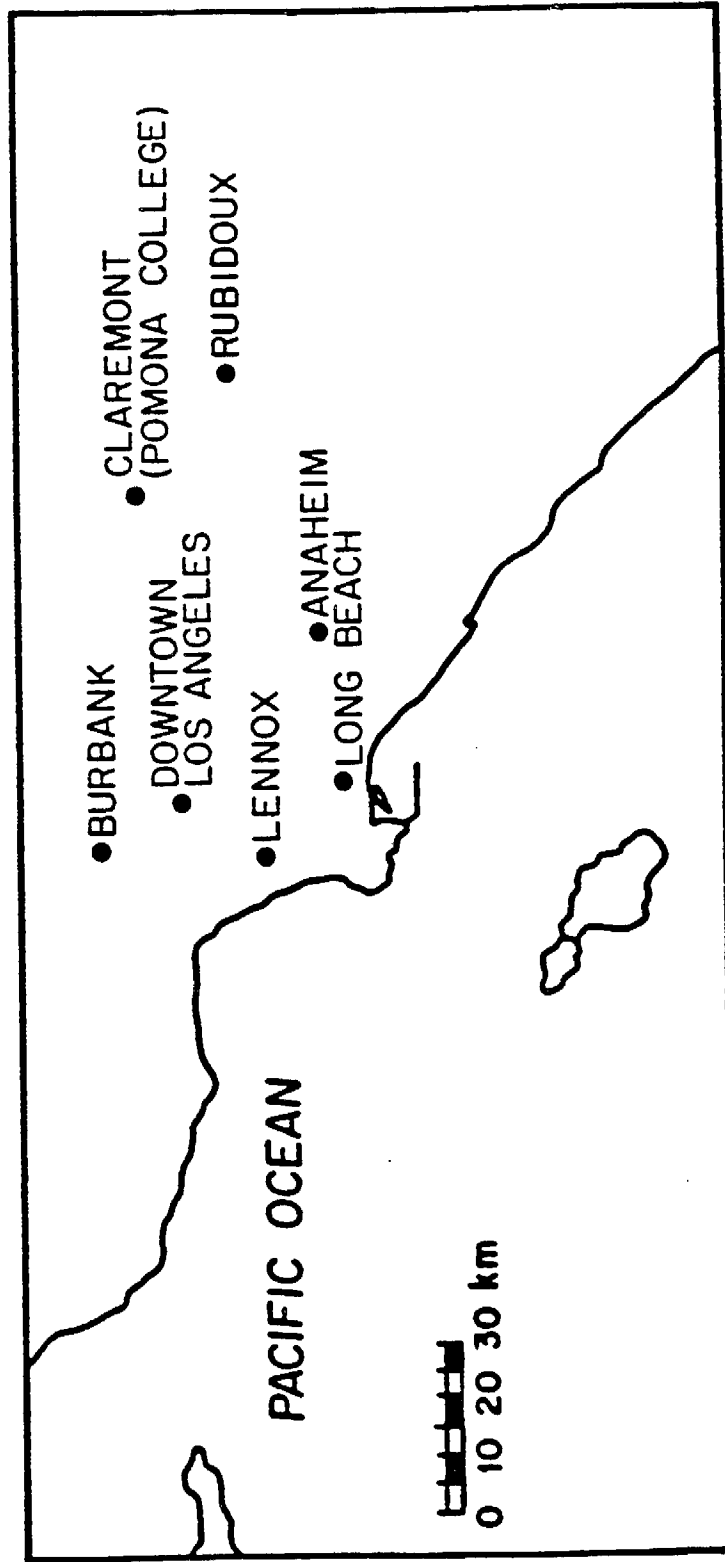 BURBANK
CLAREMONT
(POMONA COLLEGE)
DOWNTOWN
LOS ANGELES
RUBIDOUX
LENNOX
ANAHEIM
LONG BEACH
PACIFIC OCEAN
0 10 20 30 km